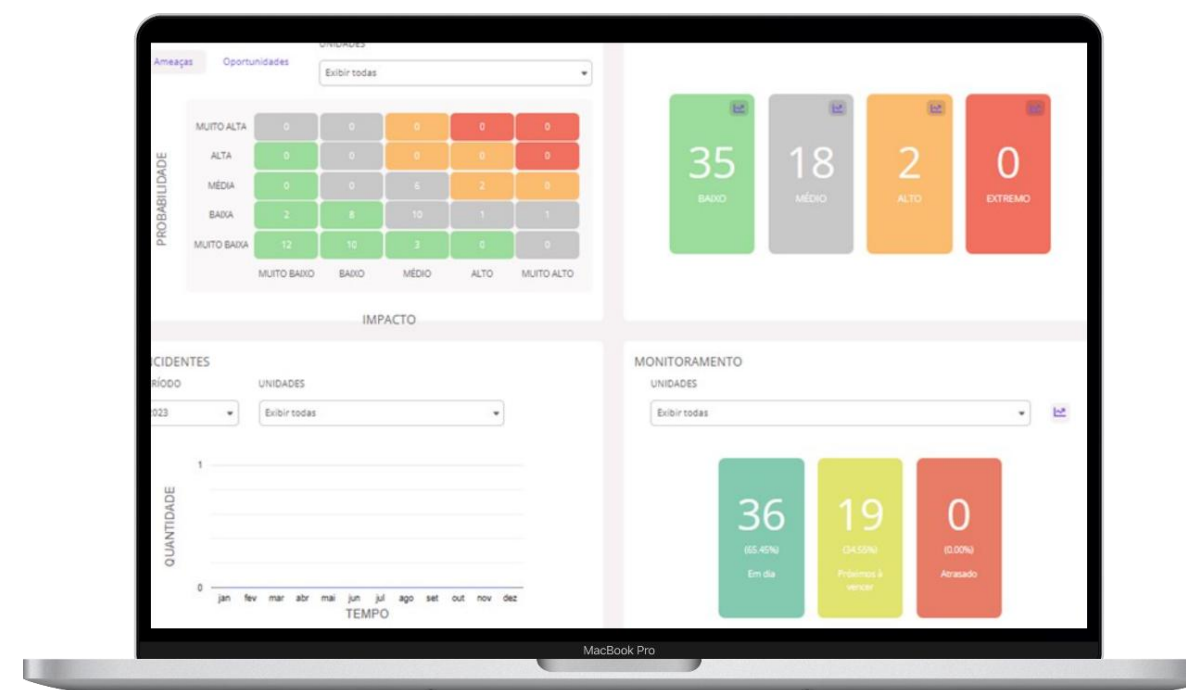 UNIDADES
Ameaças Oportunidades
Exibir todas
PROBABILIDADE
MUITO ALTA 0 0 0 0 0
ALTA 0 0 0 0 0
MÉDIA 0 0 6 2 0
BAIXA 2 8 10 1 1
MUITO BAIXA 12 10 3 0 0
MUITO BAIXO BAIXO MÉDIO ALTO MUITO ALTO
IMPACTO
35 18 2 0
BAIXO MÉDIO ALTO EXTREMO
CIDENTES
RÍODO UNIDADES
023 Exibir todas
QUANTIDADE
1
0
jan fev mar abr mai jun jul ago set out nov dez
TEMPO
MONITORAMENTO
UNIDADES
Exibir todas
36 19 0
(65.45%) (34.55%) (0.00%)
Em dia Próximos à Atrasado
vencer
MacBook Pro